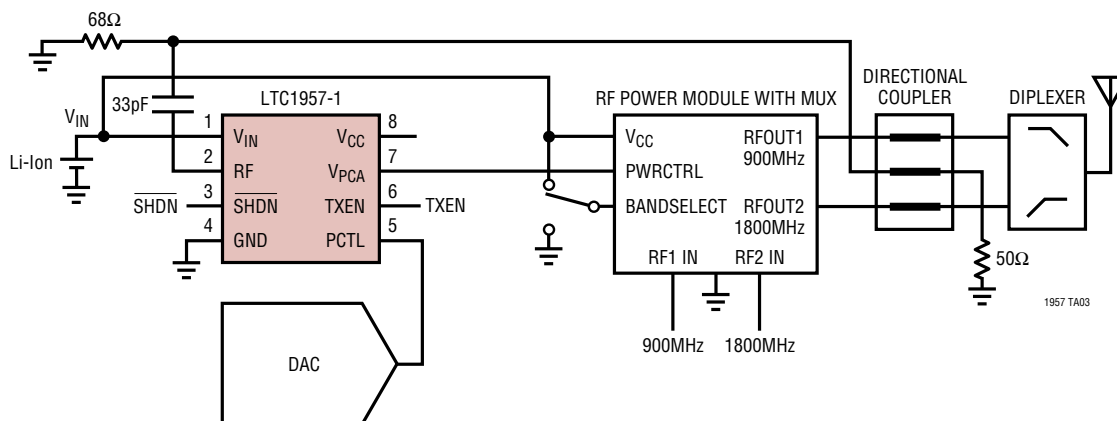 68Ω
33pF
LTC1957-1
V_IN
Li-Ion
1
2
3
4
V_IN
RF
SHDN
GND
SHDN
V_CC
V_PCA
TXEN
PCTL
8
7
6
5
TXEN
DAC
RF POWER MODULE WITH MUX
V_CC
PWRCTRL
BANDSELECT
RFOUT1
900MHz
RFOUT2
1800MHz
RF1 IN
RF2 IN
900MHz
1800MHz
DIRECTIONAL
COUPLER
DIPLEXER
50Ω
1957 TA03